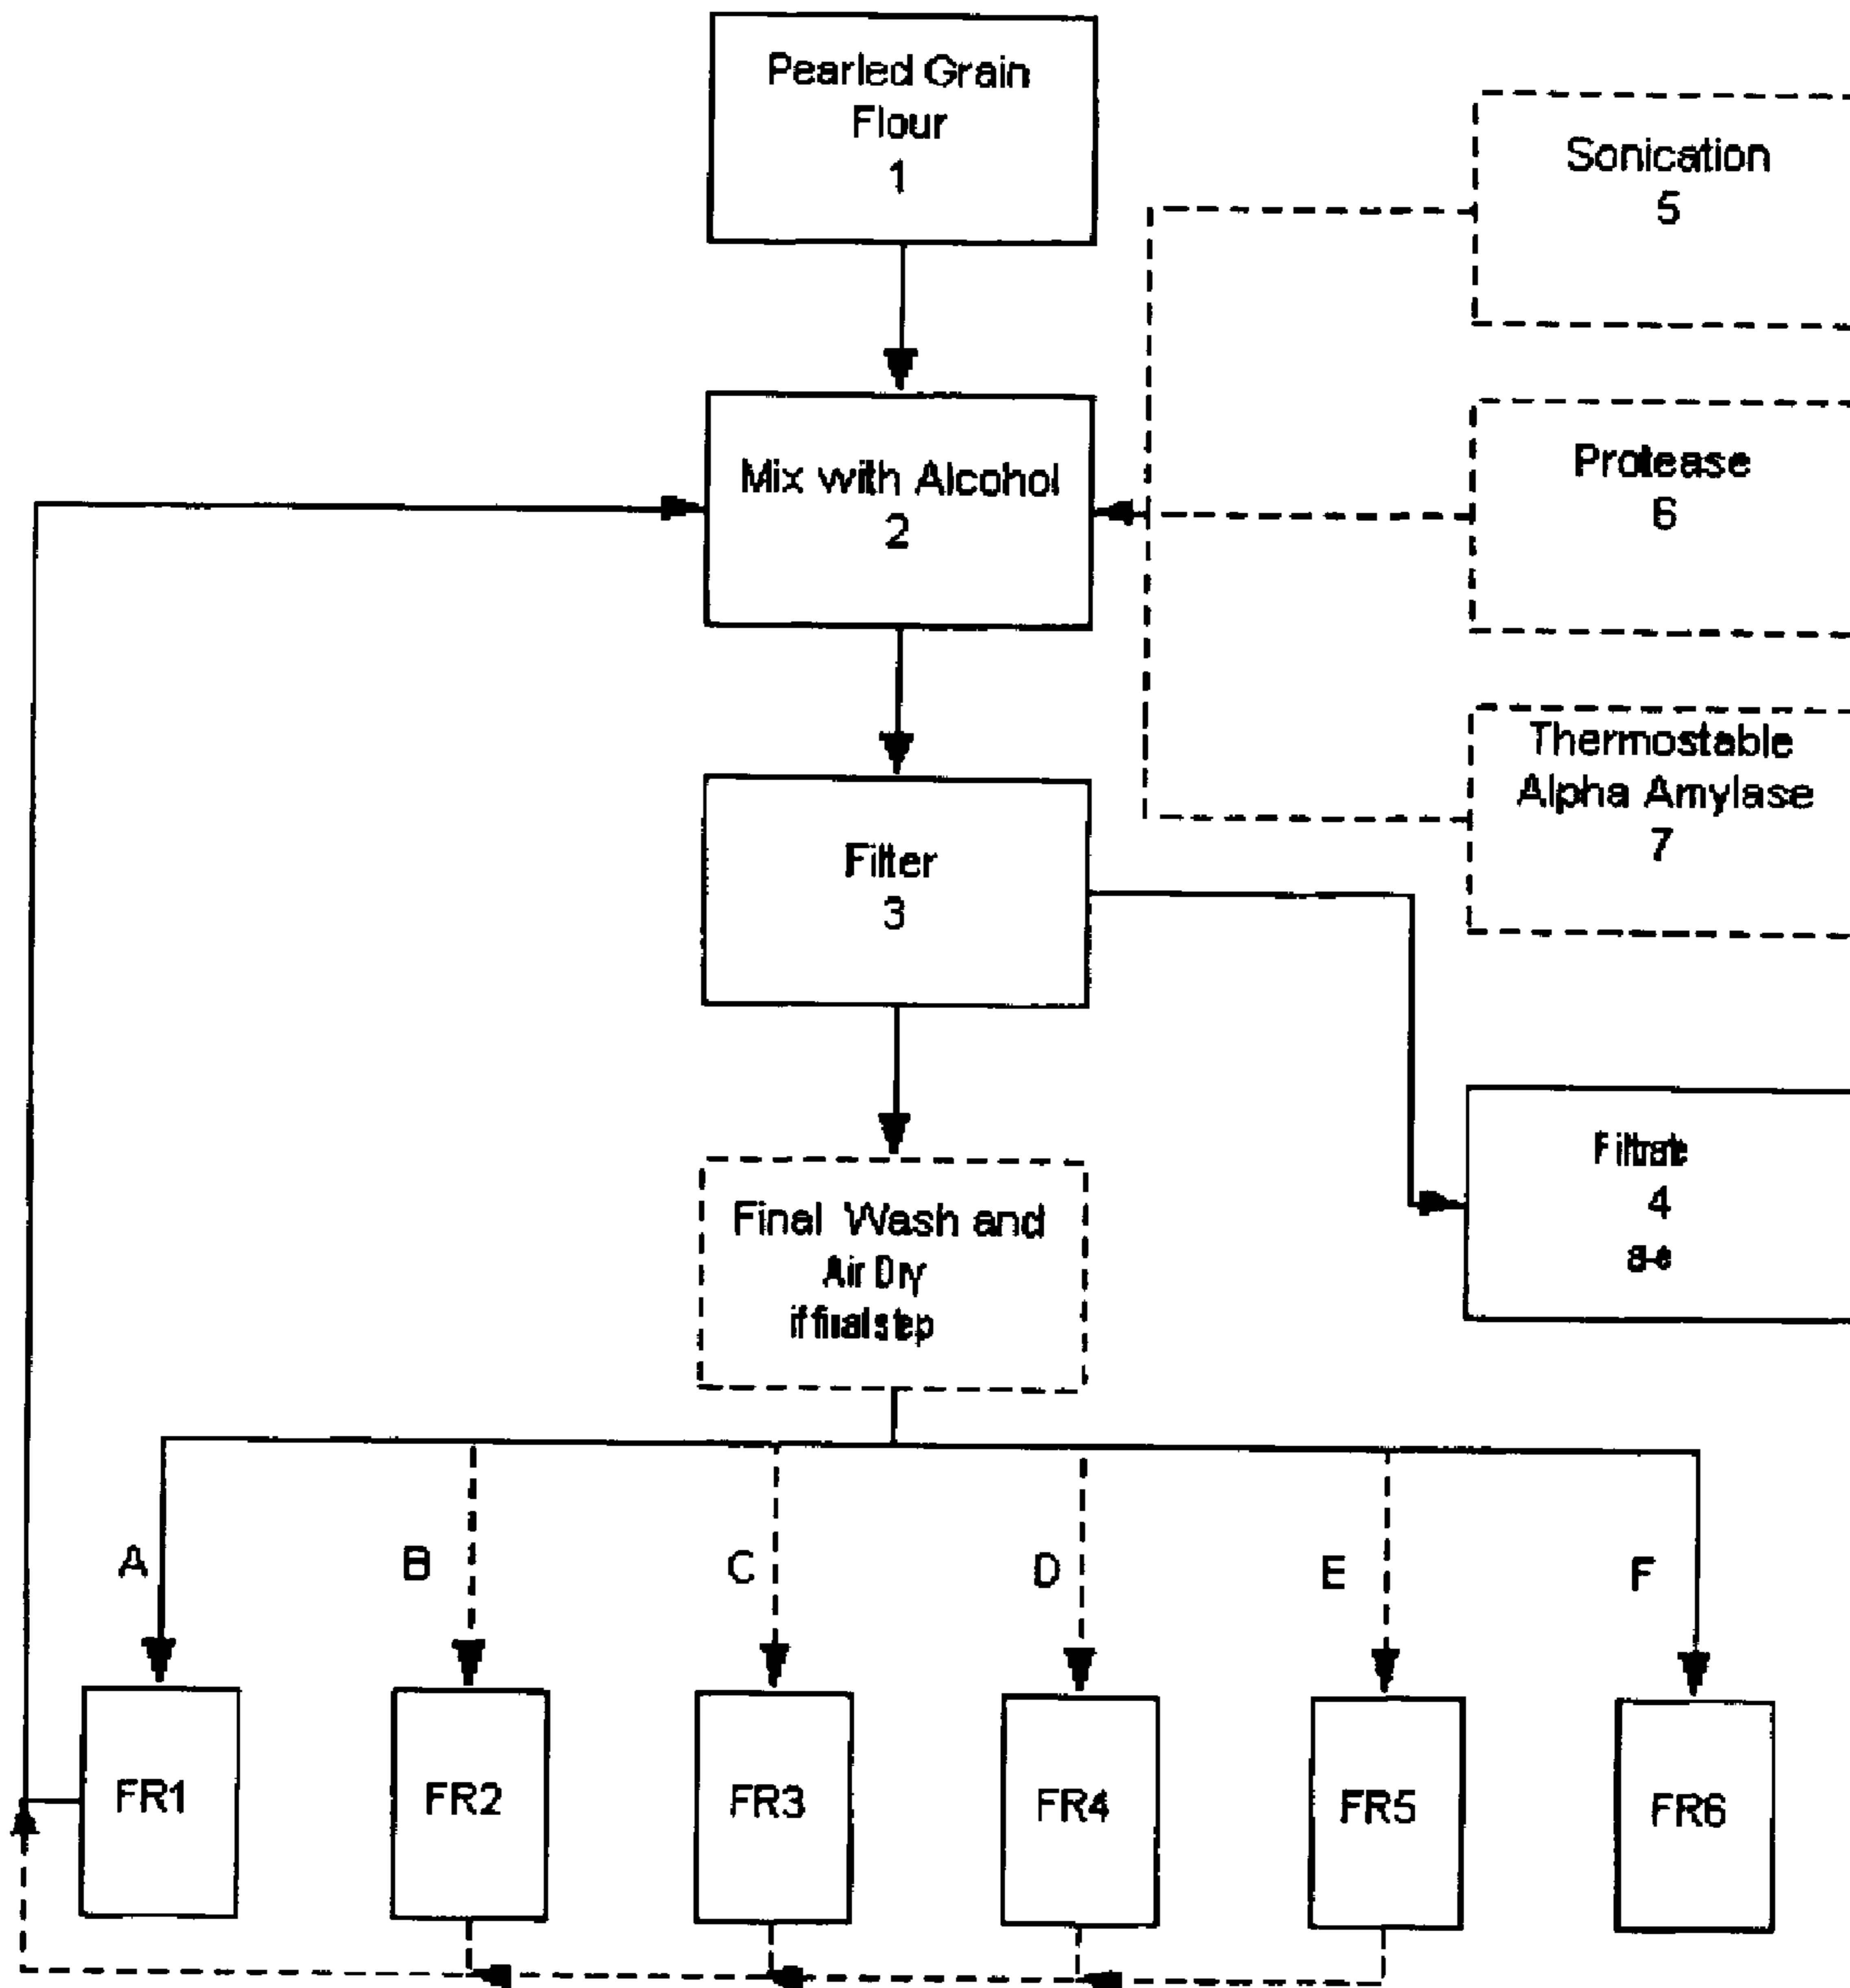 Pearled Grain
Flour
1
Sonication
5
Mix with Alcohol
2
Protease
6
Thermostable
Alpha Amylase
7
Filter
3
Filtrate
4
a-e
Final Wash and
Air Dry
if final step
A
B
C
D
E
F
FR1
FR2
FR3
FR4
FR5
FR6